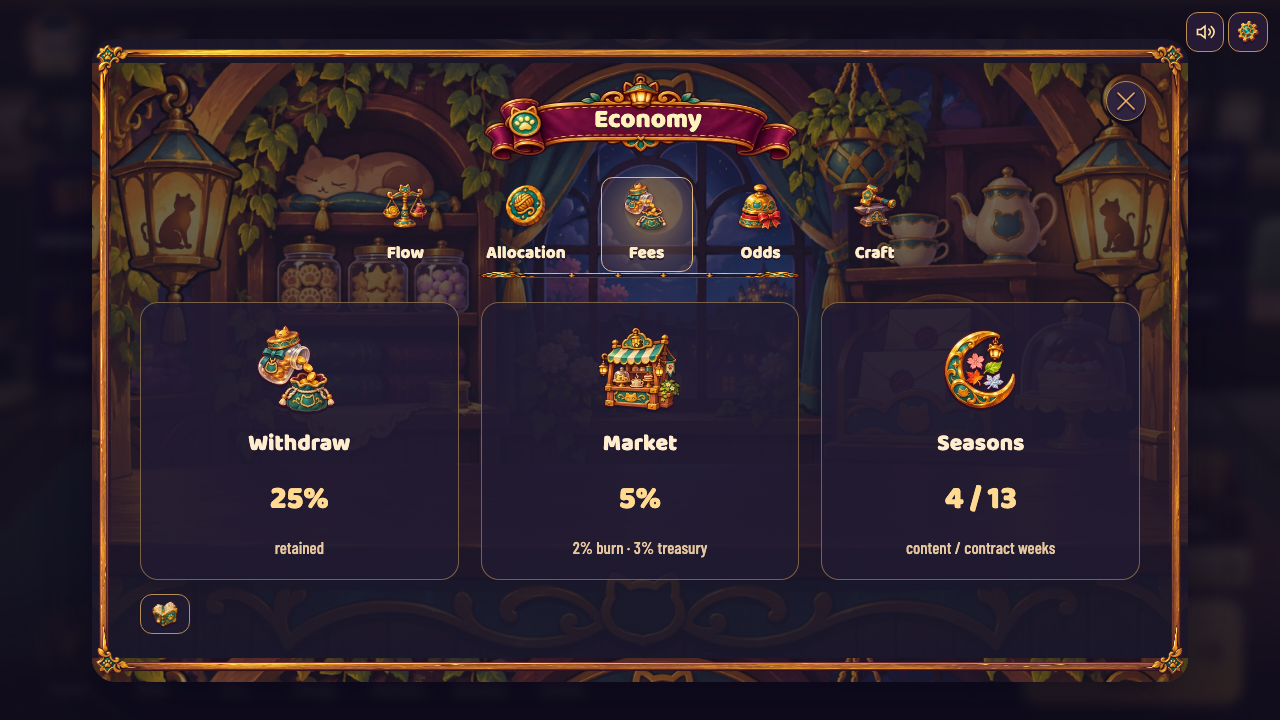 Economy
Flow
Allocation
Fees
Odds
Craft
Withdraw
25%
retained
Market
5%
2% burn · 3% treasury
Seasons
4 / 13
content / contract weeks